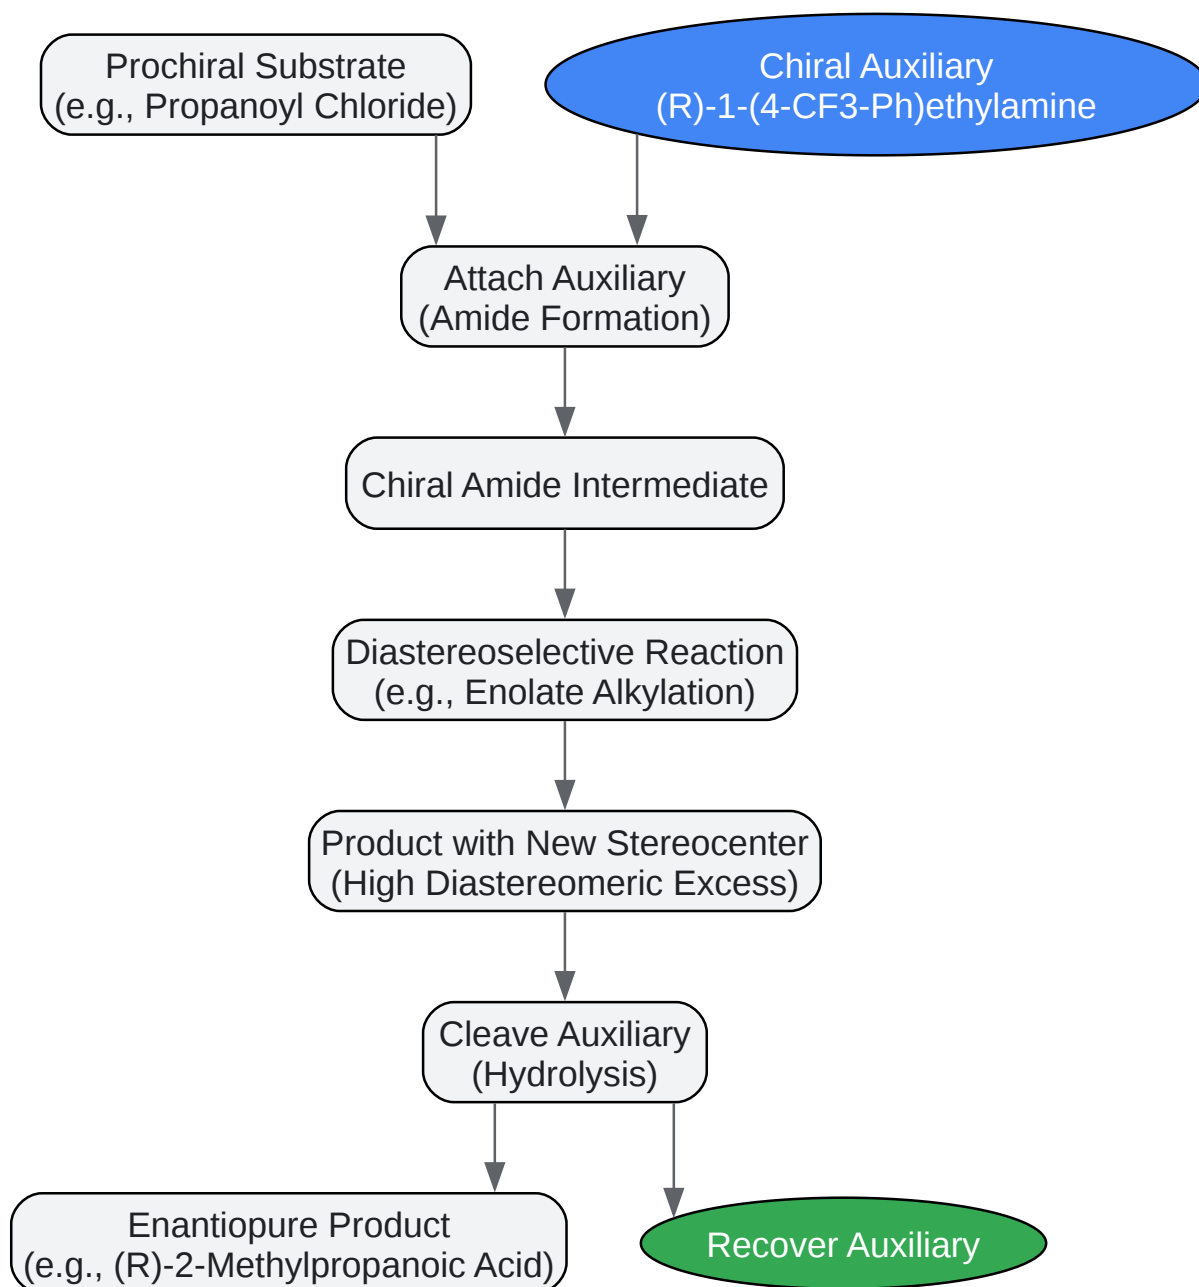 Prochiral Substrate
(e.g., Propanoyl Chloride)
Chiral Auxiliary
(R)-1-(4-CF3-Ph)ethylamine
Attach Auxiliary
(Amide Formation)
Chiral Amide Intermediate
Diastereoselective Reaction
(e.g., Enolate Alkylation)
Product with New Stereocenter
(High Diastereomeric Excess)
Cleave Auxiliary
(Hydrolysis)
Enantiopure Product
(e.g., (R)-2-Methylpropanoic Acid)
Recover Auxiliary